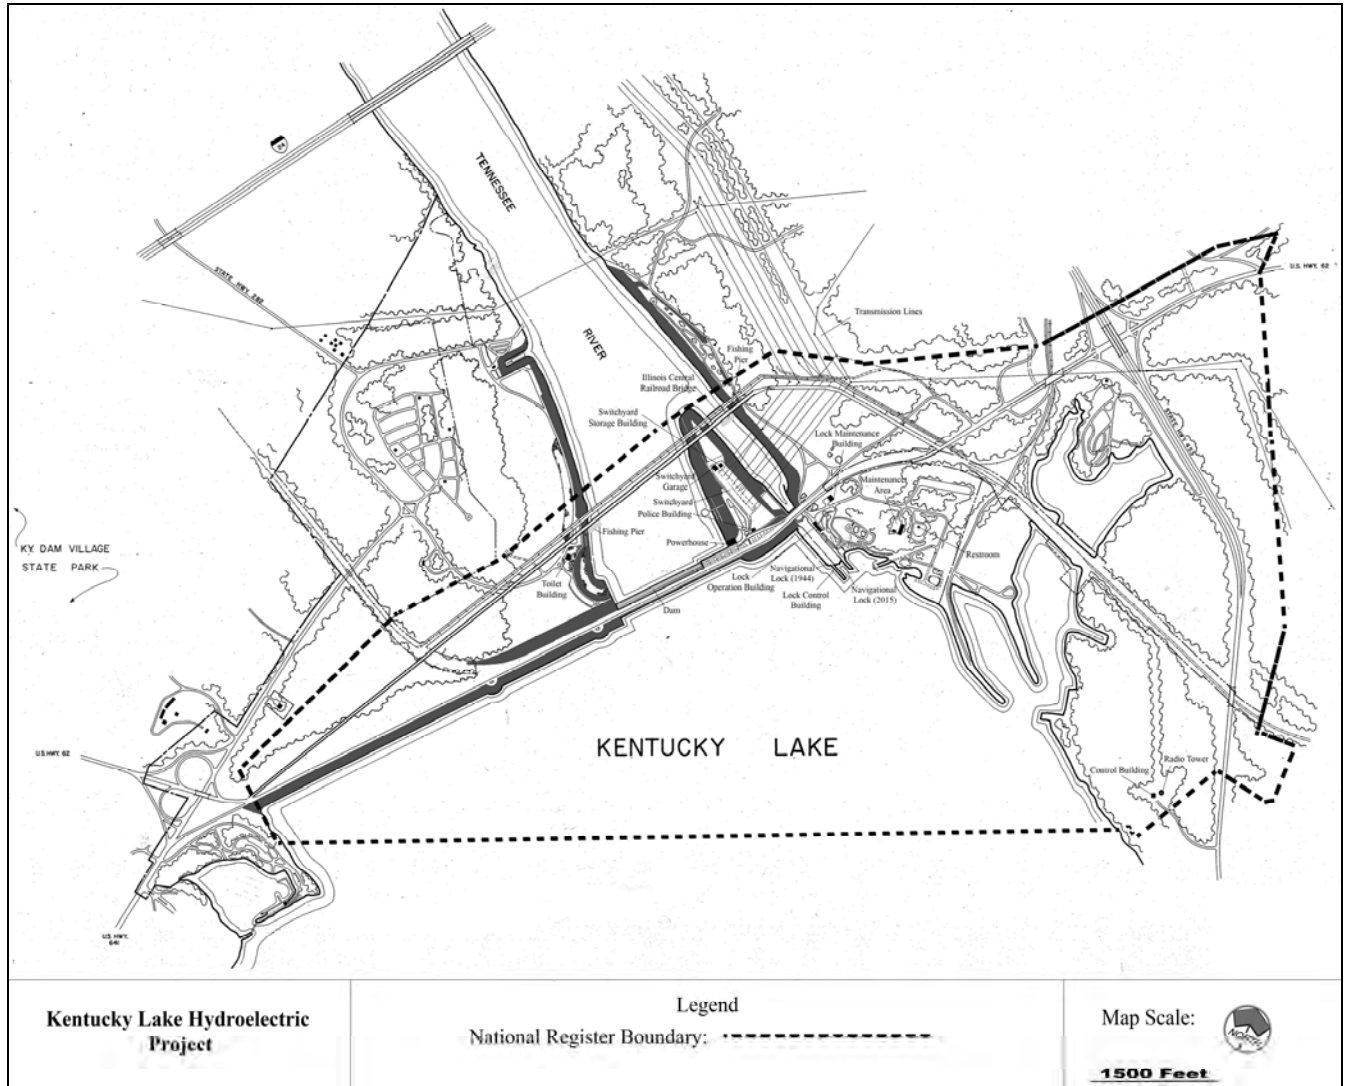 24
TENNESSEE
STATE HWY. 282
U.S. HWY. 62
Transmission Lines
RIVER
Fishing
Pier
Illinois Central
Railroad Bridge
Switchyard
Storage Building
Lock Maintenance
Building
Switchyard
Garage
Maintenance
Area
Switchyard
Police Building
Fishing Pier
Powerhouse
Restroom
KY. DAM VILLAGE
STATE PARK
Toilet
Building
Lock
Operation Building
Navigational
Lock (1944)
Lock Control
Building
Navigational
Lock (2015)
Dam
KENTUCKY LAKE
U.S. HWY. 62
Control Building
Radio Tower
U.S. HWY.
641
Kentucky Lake Hydroelectric
Project
Legend
National Register Boundary:
Map Scale:
NORTH
1500 Feet